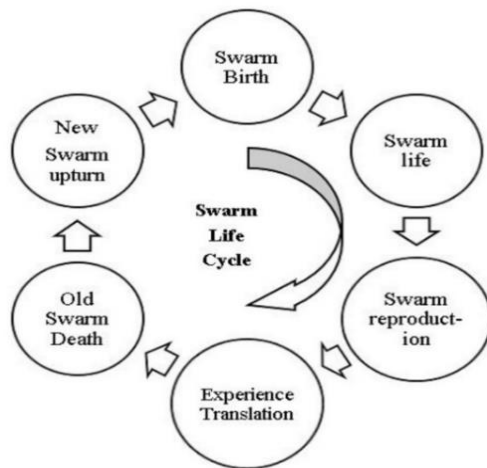 Swarm
Birth
Swarm
life
Swarm
reproduct-
ion
Experience
Translation
Old
Swarm
Death
New
Swarm
upturn
Swarm
Life
Cycle